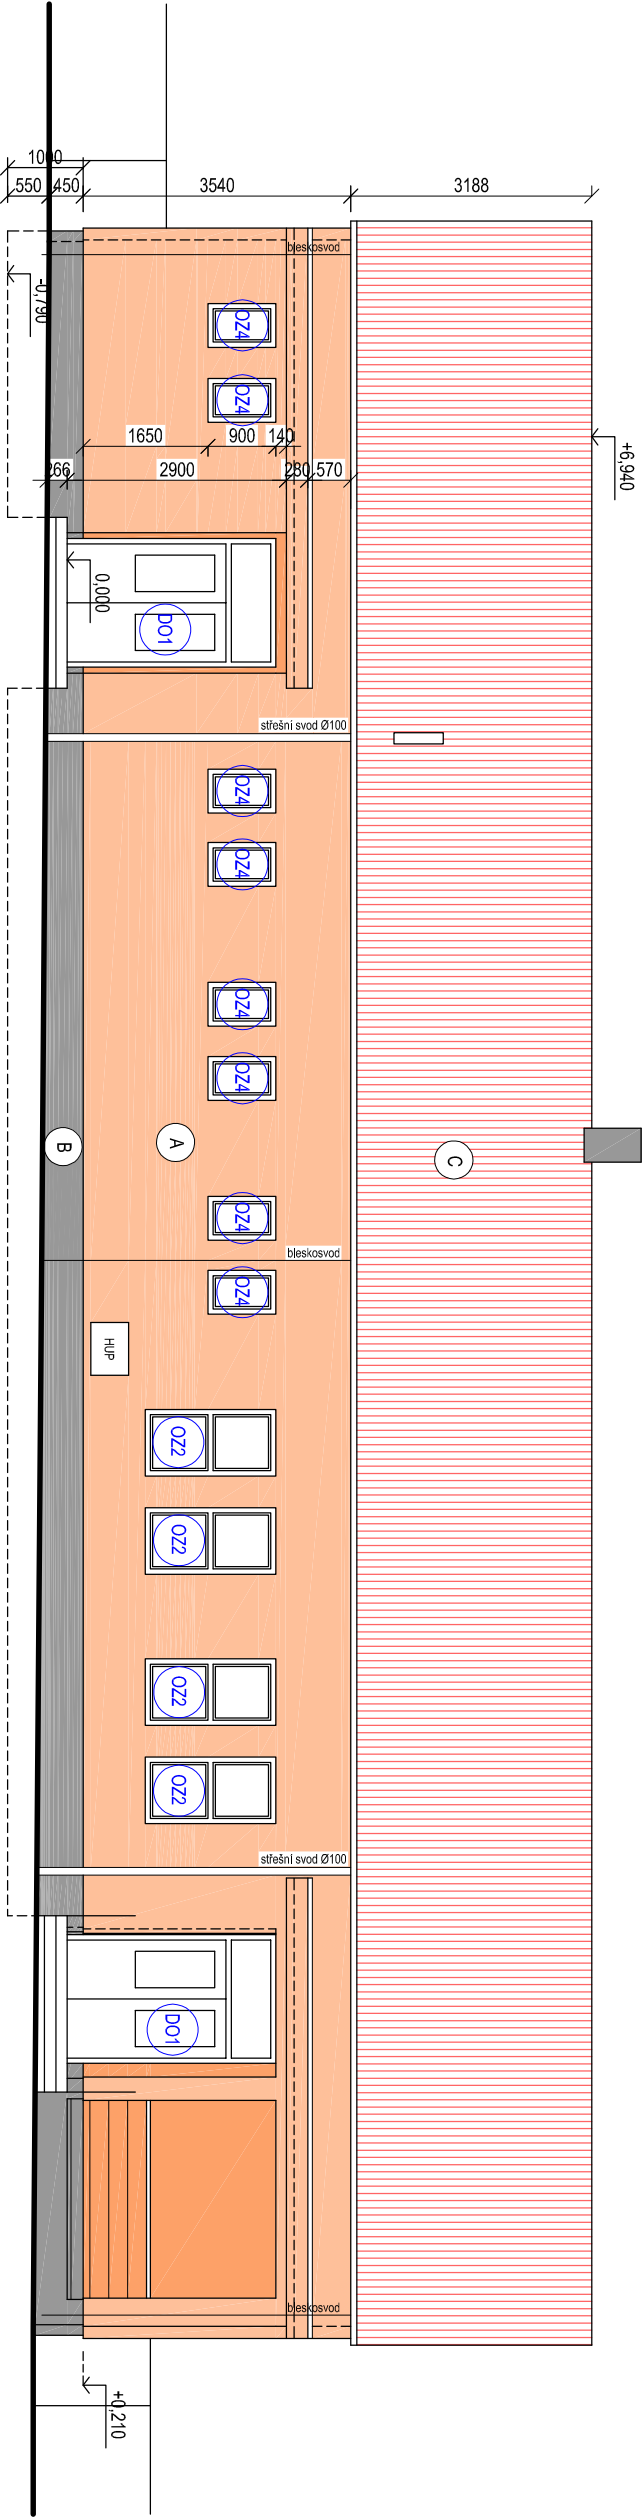 1000
550
450
3540
3188
bleskosvod
-0,790
OZ4
OZ4
1650
900
140
+6,940
266
2900
280
570
0,000
DO1
střešní svod Ø100
OZ4
OZ4
OZ4
OZ4
B
A
C
OZ4
bleskosvod
OZ4
HUP
OZ2
OZ2
OZ2
OZ2
střešní svod Ø100
DO1
bleskosvod
+0,210